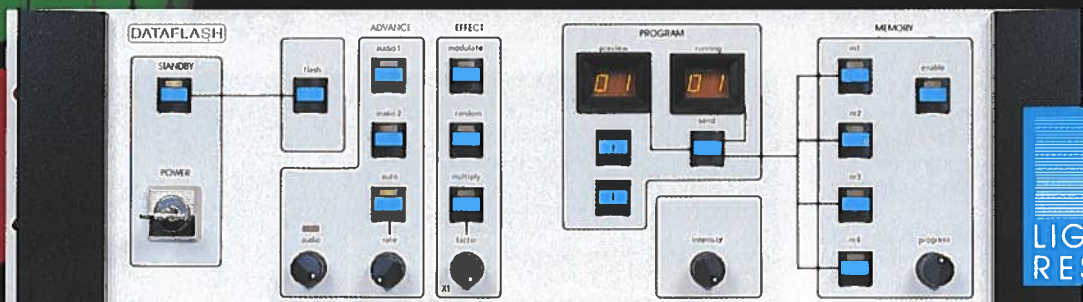 DATAFLASH
STANDBY
POWER
flash
ADVANCE
audio 1
audio 2
auto
audio
rate
EFFECT
modulate
random
multiply
factor
X1
PROGRAM
preview
running
01
01
send
intensity
MEMORY
m1
m2
m3
m4
enable
progress
LIG
RES